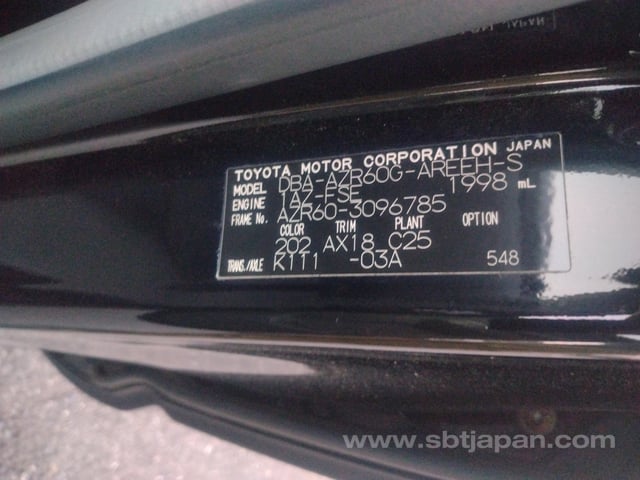 TOYOTA MOTOR CORPORATION JAPAN
MODEL DBA-AZR60G-AREEH-S
ENGINE 1AZ-FSE 1998 mL
FRAME No. AZR60-3096785
COLOR TRIM PLANT OPTION
202 AX18 C25
TRANS./AXLE K111 -03A 548
www.sbtjapan.com